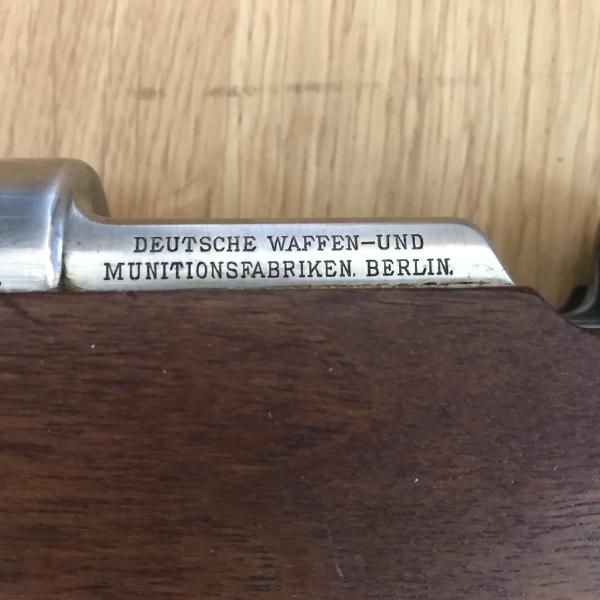 DEUTSCHE WAFFEN-UND
MUNITIONSFABRIKEN. BERLIN.